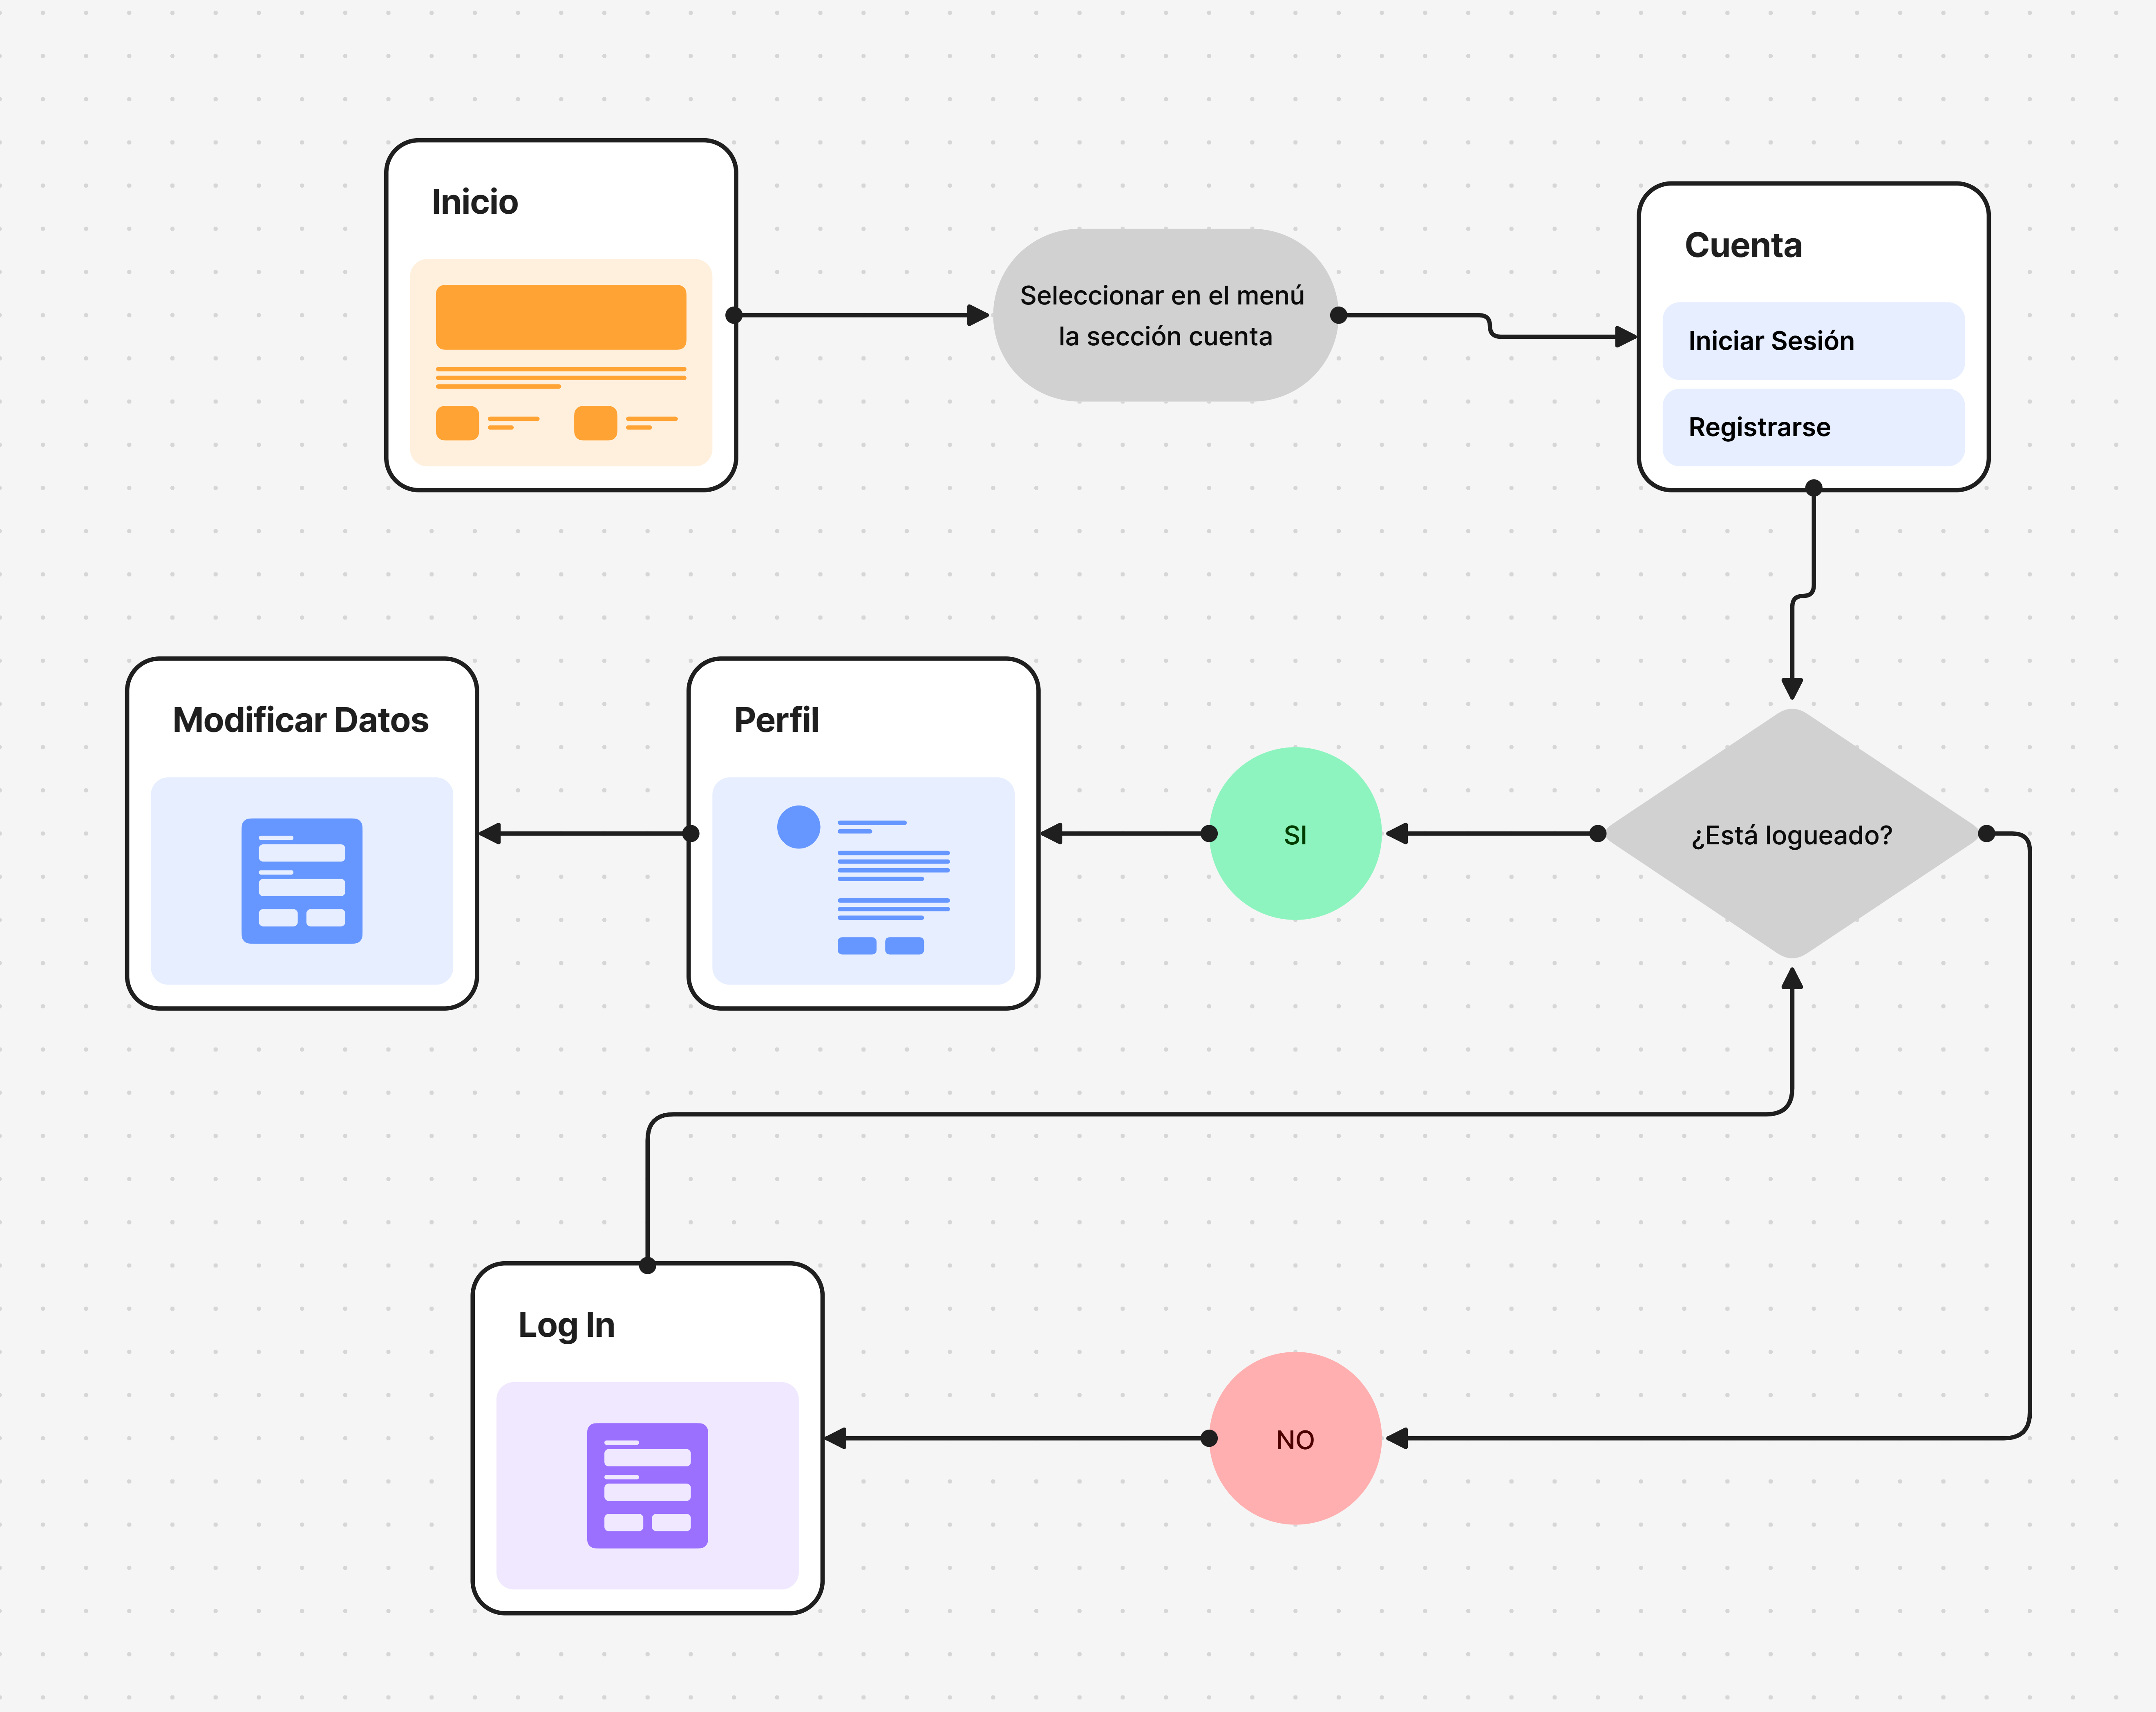 Inicio
Seleccionar en el menú
la sección cuenta
Cuenta
Iniciar Sesión
Registrarse
Modificar Datos
Perfil
SI
¿Está logueado?
Log In
NO